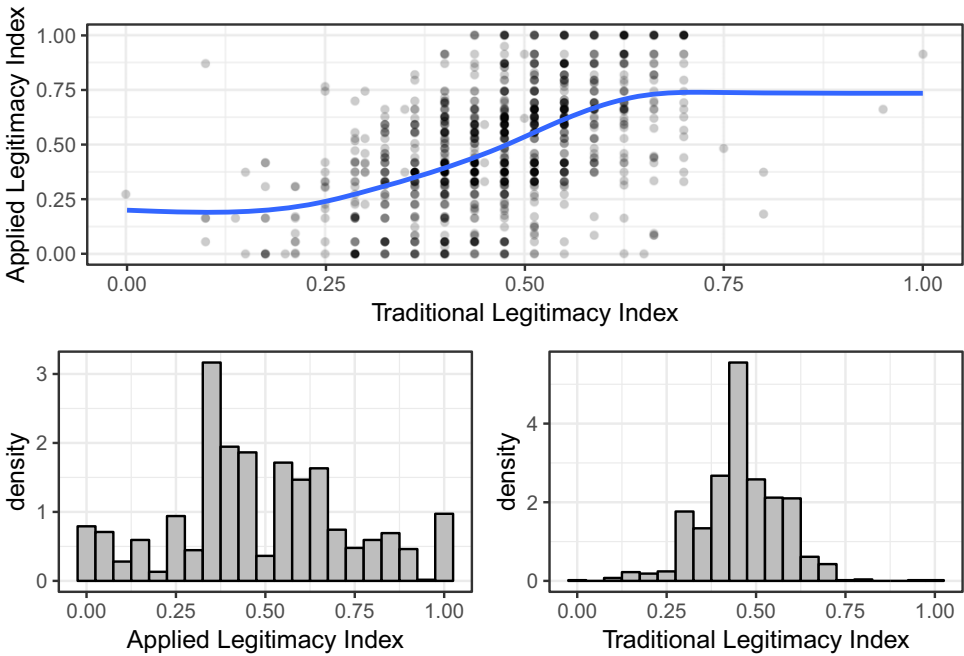 Applied Legitimacy Index
1.00
0.75
0.50
0.25
0.00
0.00 0.25 0.50 0.75 1.00
Traditional Legitimacy Index
density
3
2
1
0
0.00 0.25 0.50 0.75 1.00
Applied Legitimacy Index
density
4
2
0
0.00 0.25 0.50 0.75 1.00
Traditional Legitimacy Index